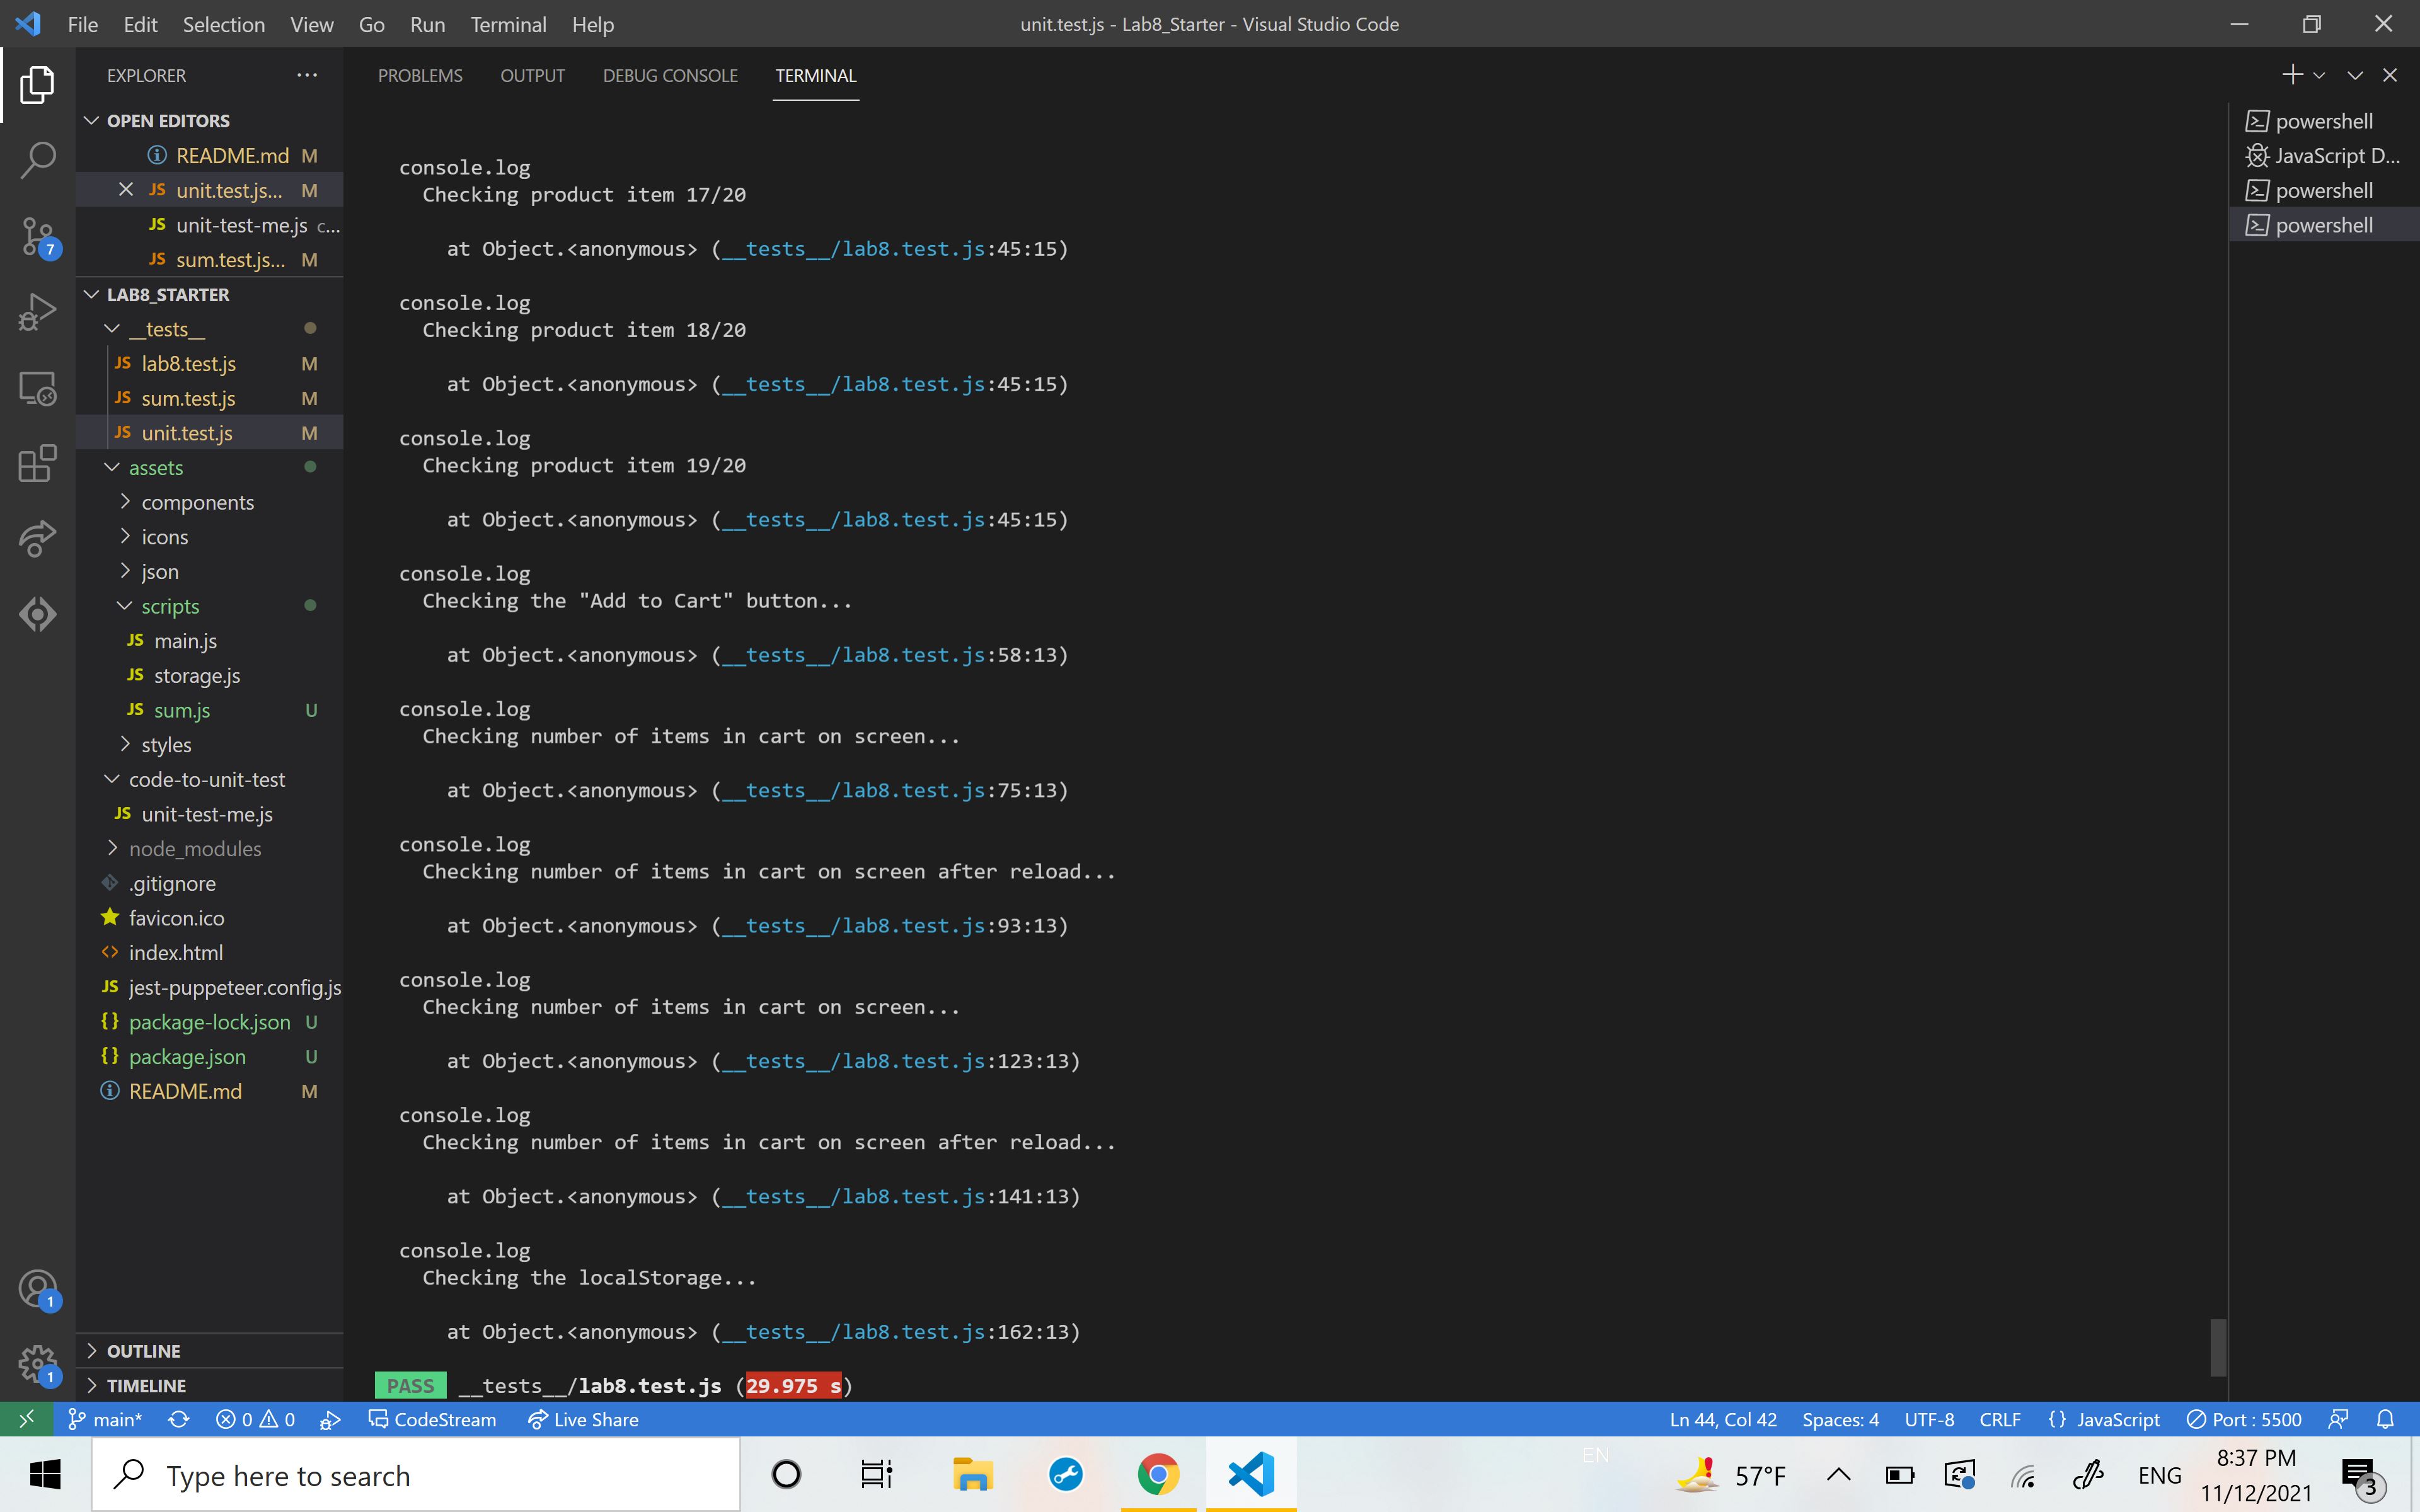 File Edit Selection View Go Run Terminal Help
unit.test.js - Lab8_Starter - Visual Studio Code
EXPLORER
OPEN EDITORS
README.md M
JS unit.test.js... M
JS unit-test-me.js c...
JS sum.test.js... M
LAB8_STARTER
__tests__
JS lab8.test.js M
JS sum.test.js M
JS unit.test.js M
assets
components
icons
json
scripts
JS main.js
JS storage.js
JS sum.js U
styles
code-to-unit-test
JS unit-test-me.js
node_modules
.gitignore
favicon.ico
index.html
JS jest-puppeteer.config.js
{} package-lock.json U
{} package.json U
README.md M
OUTLINE
TIMELINE
7
1
1
PROBLEMS OUTPUT DEBUG CONSOLE TERMINAL
console.log
Checking product item 17/20
at Object.<anonymous> (__tests__/lab8.test.js:45:15)
console.log
Checking product item 18/20
at Object.<anonymous> (__tests__/lab8.test.js:45:15)
console.log
Checking product item 19/20
at Object.<anonymous> (__tests__/lab8.test.js:45:15)
console.log
Checking the "Add to Cart" button...
at Object.<anonymous> (__tests__/lab8.test.js:58:13)
console.log
Checking number of items in cart on screen...
at Object.<anonymous> (__tests__/lab8.test.js:75:13)
console.log
Checking number of items in cart on screen after reload...
at Object.<anonymous> (__tests__/lab8.test.js:93:13)
console.log
Checking number of items in cart on screen...
at Object.<anonymous> (__tests__/lab8.test.js:123:13)
console.log
Checking number of items in cart on screen after reload...
at Object.<anonymous> (__tests__/lab8.test.js:141:13)
console.log
Checking the localStorage...
at Object.<anonymous> (__tests__/lab8.test.js:162:13)
PASS __tests__/lab8.test.js (29.975 s)
powershell
JavaScript D...
powershell
powershell
main* 0 0 CodeStream Live Share
Ln 44, Col 42 Spaces: 4 UTF-8 CRLF {} JavaScript Port : 5500
Type here to search
EN
57°F
ENG
8:37 PM
11/12/2021
3